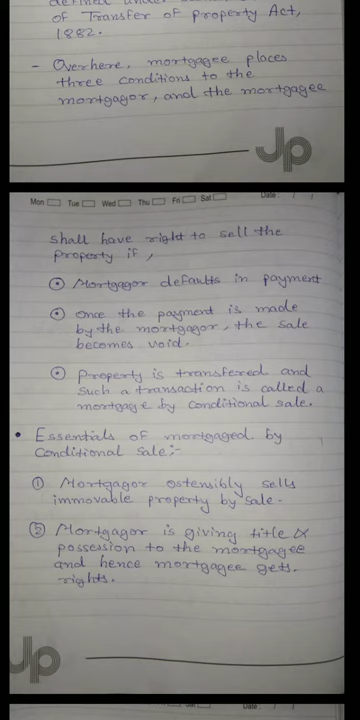 of Transfer of Property Act,
1882.
- Overhere, mortgagee places
three conditions to the
mortgagor, and the mortgagee
Jp
Mon Tue Wed Thu Fri Sat Date: / /
shall have right to sell the
property if,
Mortgagor defaults in payment
Once the payment is made
by the mortgagor, the sale
becomes void.
Property is transfered and
such a transaction is called a
mortgage by conditional sale.
• Essentials of mortgaged by
Conditional sale:-
① Mortgagor ostensibly sells
immovable property by sale.
② Mortgagor is giving title &
possession to the mortgagee
and hence mortgagee gets
rights.
Jp
Date: